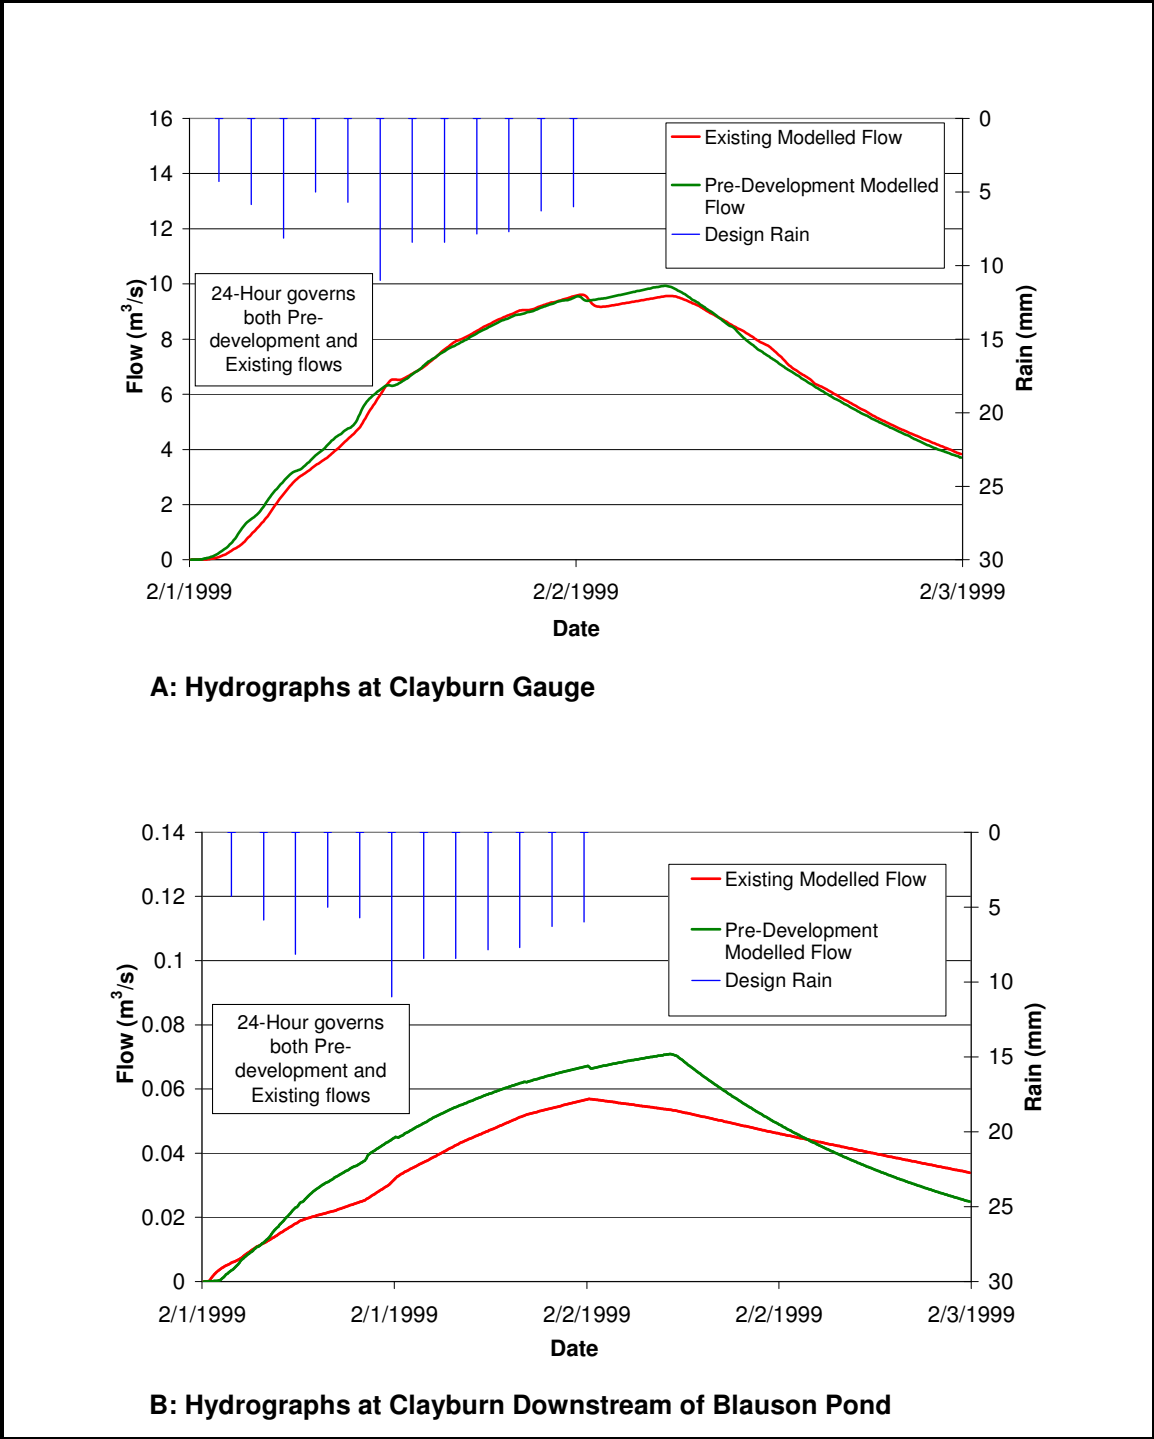 16
14
12
10
8
6
4
2
0
Flow (m³/s)
0
5
10
15
20
25
30
Rain (mm)
Existing Modelled Flow
Pre-Development Modelled
Flow
Design Rain
24-Hour governs
both Pre-
development and
Existing flows
2/1/1999
2/2/1999
2/3/1999
Date
A: Hydrographs at Clayburn Gauge
0.14
0.12
0.1
0.08
0.06
0.04
0.02
0
Flow (m³/s)
0
5
10
15
20
25
30
Rain (mm)
Existing Modelled Flow
Pre-Development
Modelled Flow
Design Rain
24-Hour governs
both Pre-
development and
Existing flows
2/1/1999
2/1/1999
2/2/1999
2/2/1999
2/3/1999
Date
B: Hydrographs at Clayburn Downstream of Blauson Pond